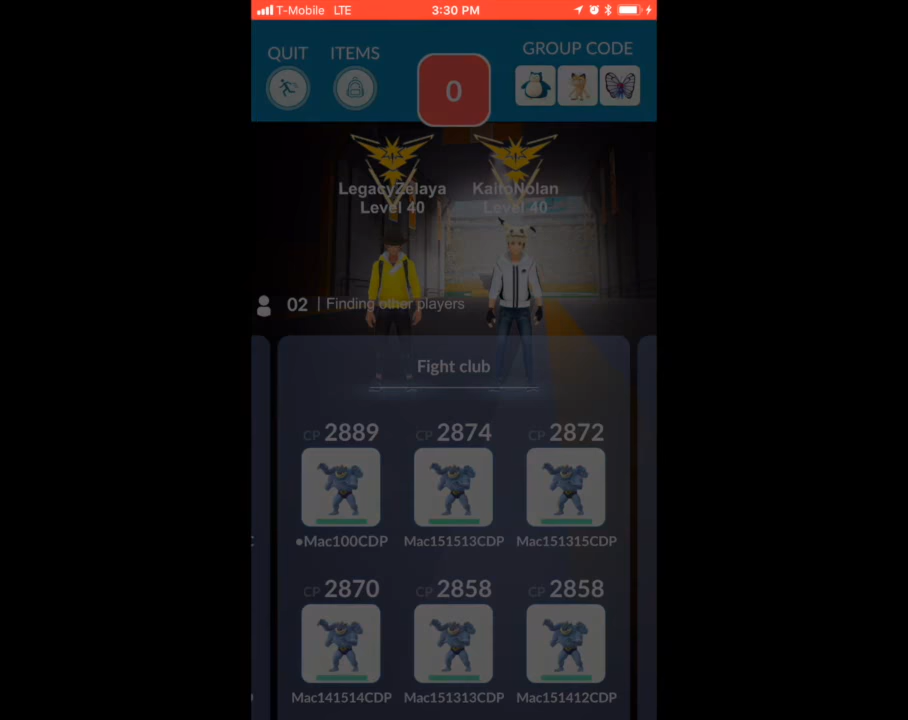 T-Mobile LTE 3:30 PM
QUIT ITEMS GROUP CODE
0
LegacyZelaya KaitoNolan
Level 40 Level 40
02 | Finding other players
Fight club
CP 2889 CP 2874 CP 2872
•Mac100CDP Mac151513CDP Mac151315CDP
CP 2870 CP 2858 CP 2858
Mac141514CDP Mac151313CDP Mac151412CDP